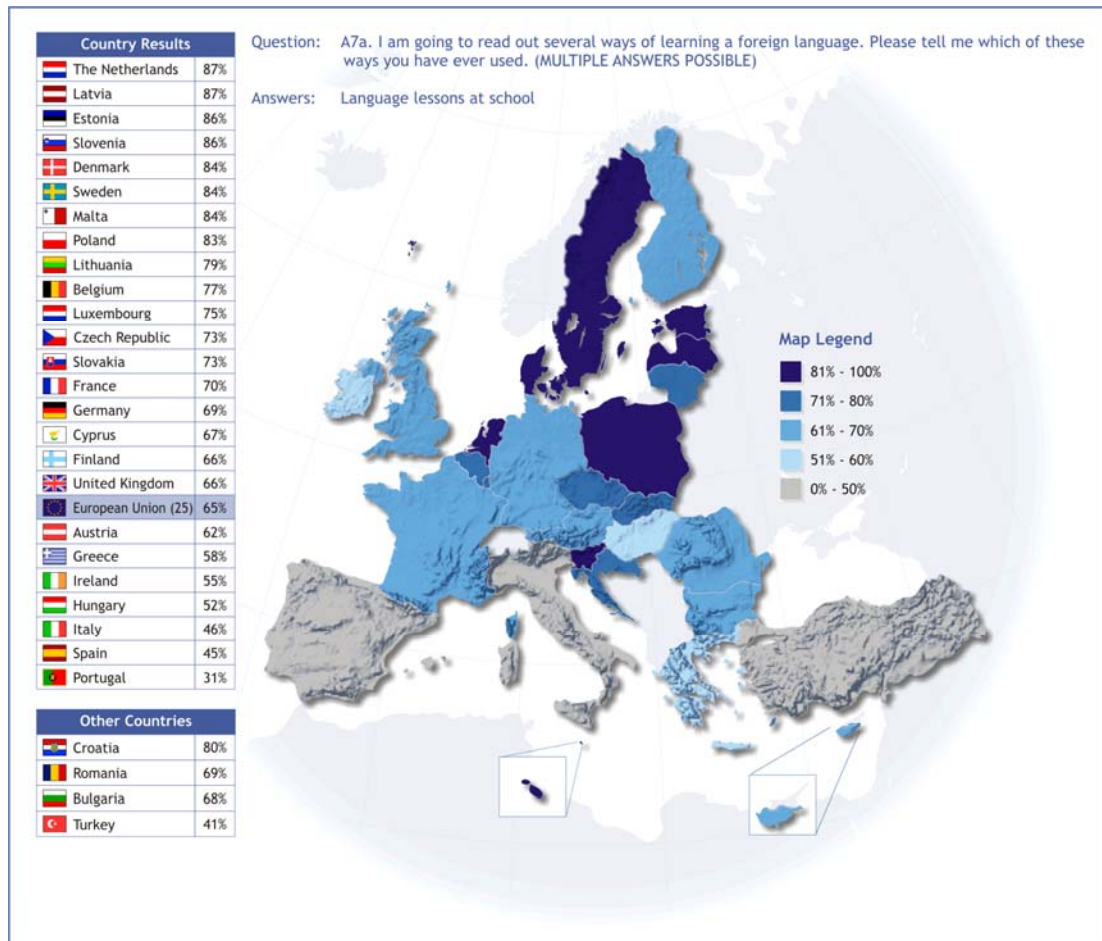 Country Results
The Netherlands 87%
Latvia 87%
Estonia 86%
Slovenia 86%
Denmark 84%
Sweden 84%
Malta 84%
Poland 83%
Lithuania 79%
Belgium 77%
Luxembourg 75%
Czech Republic 73%
Slovakia 73%
France 70%
Germany 69%
Cyprus 67%
Finland 66%
United Kingdom 66%
European Union (25) 65%
Austria 62%
Greece 58%
Ireland 55%
Hungary 52%
Italy 46%
Spain 45%
Portugal 31%
Other Countries
Croatia 80%
Romania 69%
Bulgaria 68%
Turkey 41%
Question: A7a. I am going to read out several ways of learning a foreign language. Please tell me which of these
ways you have ever used. (MULTIPLE ANSWERS POSSIBLE)
Answers: Language lessons at school
Map Legend
81% - 100%
71% - 80%
61% - 70%
51% - 60%
0% - 50%